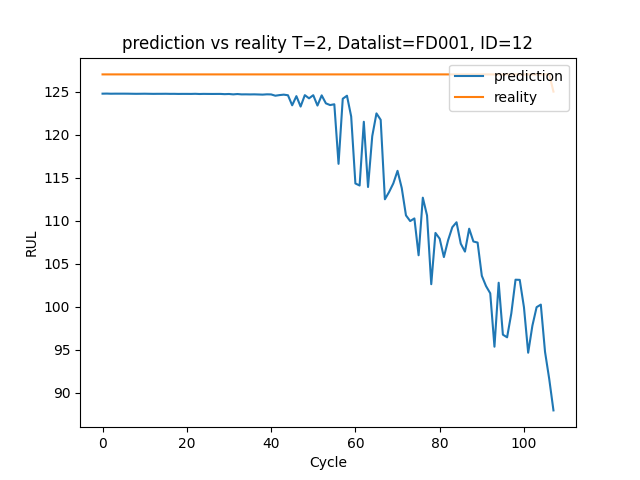 prediction vs reality T=2, Datalist=FD001, ID=12
prediction
reality
125
120
115
110
105
100
95
90
RUL
0 20 40 60 80 100
Cycle